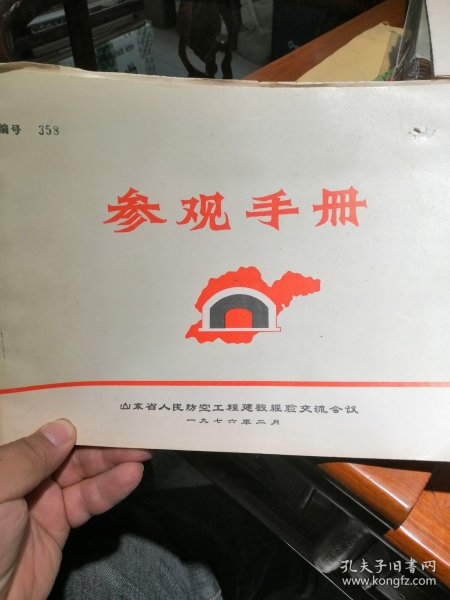 编号 358
参观手册
山东省人民防空工程建设经验交流会议
一九七六年二月
孔夫子旧书网
www.kongfz.com